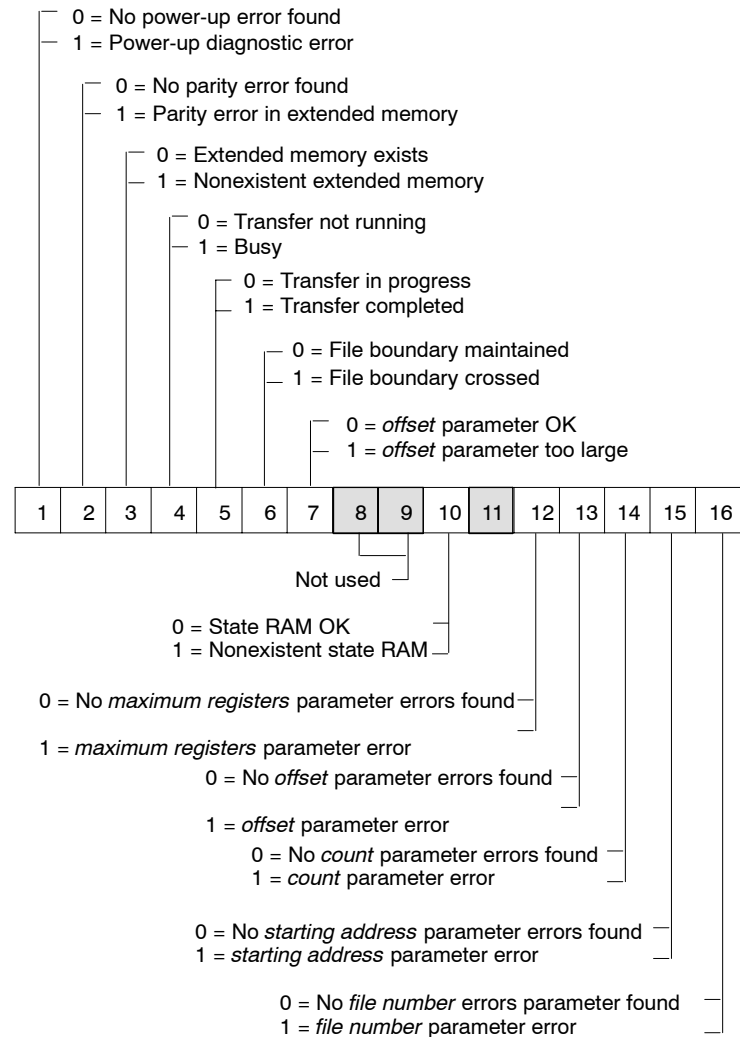 0 = No power-up error found
1 = Power-up diagnostic error
0 = No parity error found
1 = Parity error in extended memory
0 = Extended memory exists
1 = Nonexistent extended memory
0 = Transfer not running
1 = Busy
0 = Transfer in progress
1 = Transfer completed
0 = File boundary maintained
1 = File boundary crossed
0 = offset parameter OK
1 = offset parameter too large
1 2 3 4 5 6 7 8 9 10 11 12 13 14 15 16
Not used
0 = State RAM OK
1 = Nonexistent state RAM
0 = No maximum registers parameter errors found
1 = maximum registers parameter error
0 = No offset parameter errors found
1 = offset parameter error
0 = No count parameter errors found
1 = count parameter error
0 = No starting address parameter errors found
1 = starting address parameter error
0 = No file number errors parameter found
1 = file number parameter error